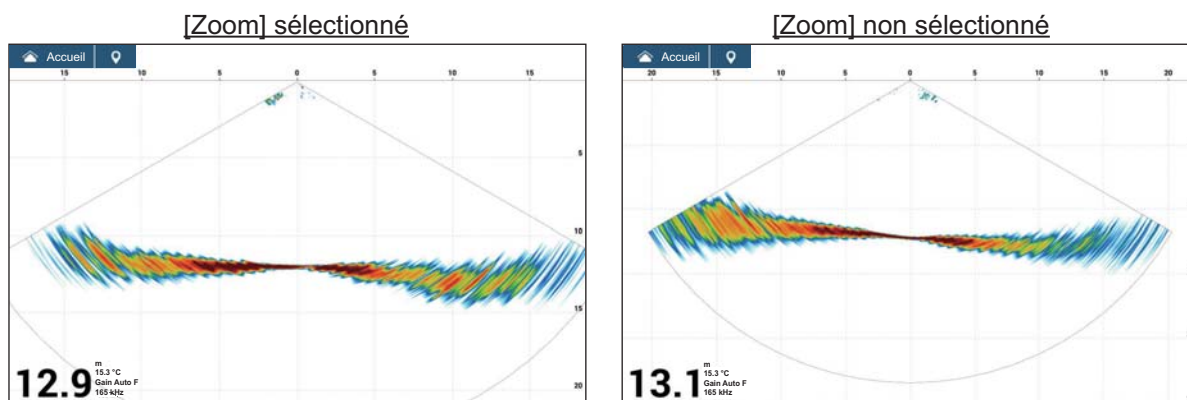 [Zoom] sélectionné
Accueil
15 10 5 0 5 10 15
5
10
15
20
12.9
m
15.3 °C
Gain Auto F
165 kHz
[Zoom] non sélectionné
Accueil
20 15 10 5 0 5 10 15 20
13.1
m
15.3 °C
Gain Auto F
165 kHz